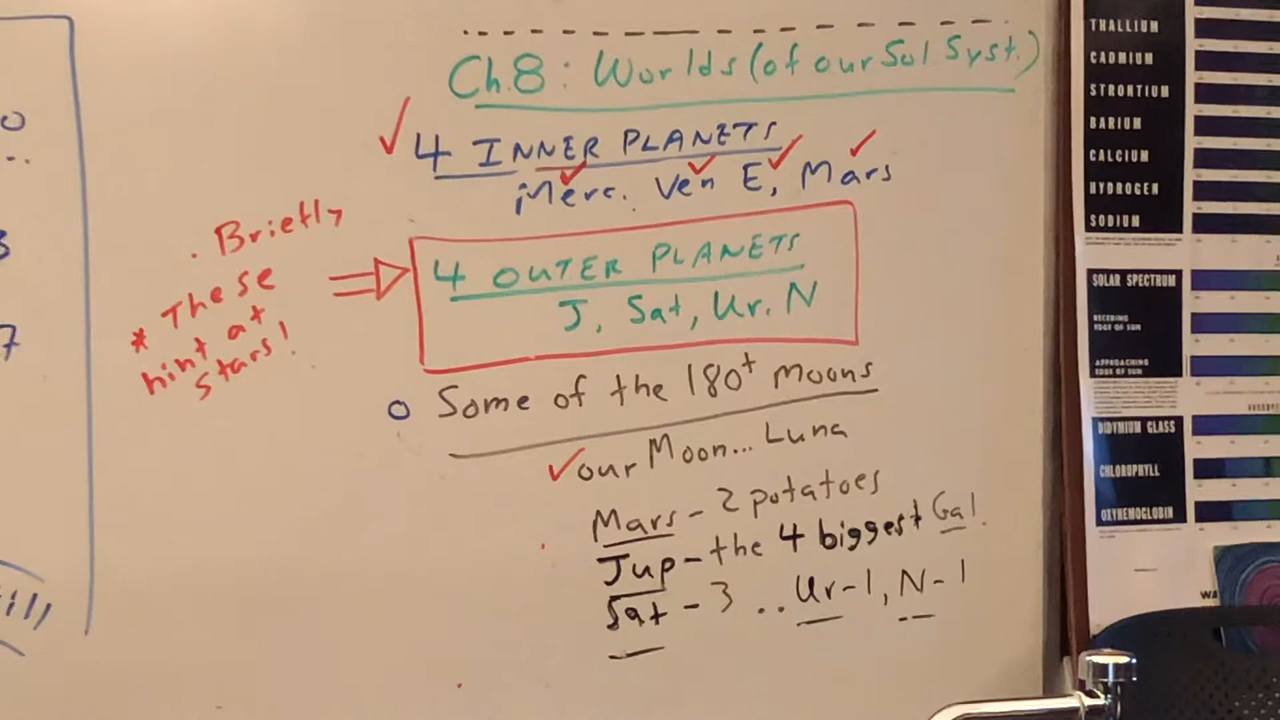 Ch.8: Worlds (of our Sol Syst.)
4 INNER PLANETS
Merc. Ven E, Mars
. Briefly
* These
hint at
stars!
4 OUTER PLANETS
J, Sat, Ur. N
o Some of the 180+ moons
our Moon... Luna
Mars - 2 potatoes
Jup - the 4 biggest Gal.
Sat - 3 .. Ur - 1, N - 1
THALLIUM
CADMIUM
STRONTIUM
BARIUM
CALCIUM
HYDROGEN
SODIUM
SOLAR SPECTRUM
RECEDING
EDGE OF SUN
APPROACHING
EDGE OF SUN
DIDYMIUM GLASS
CHLOROPHYLL
OXYHEMOGLOBIN